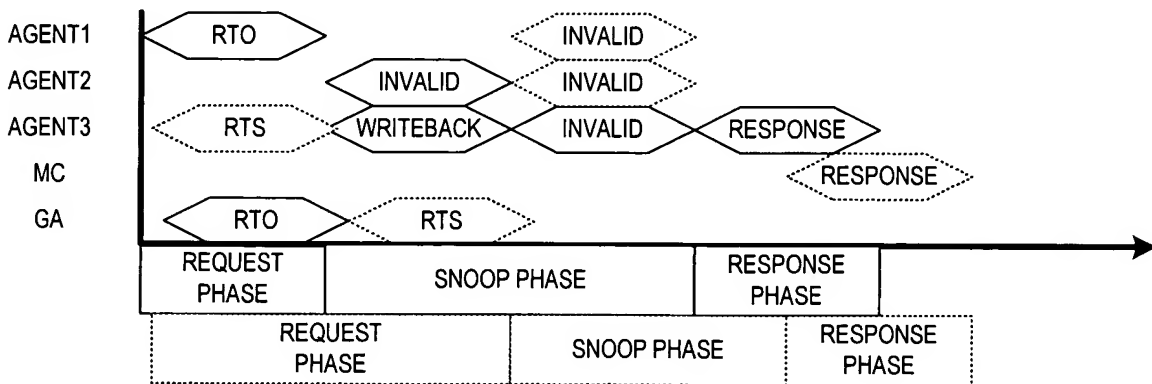 AGENT1 RTO INVALID
AGENT2 INVALID INVALID
AGENT3 RTS WRITEBACK INVALID RESPONSE
MC RESPONSE
GA RTO RTS
REQUEST PHASE SNOOP PHASE RESPONSE PHASE
REQUEST PHASE SNOOP PHASE RESPONSE PHASE